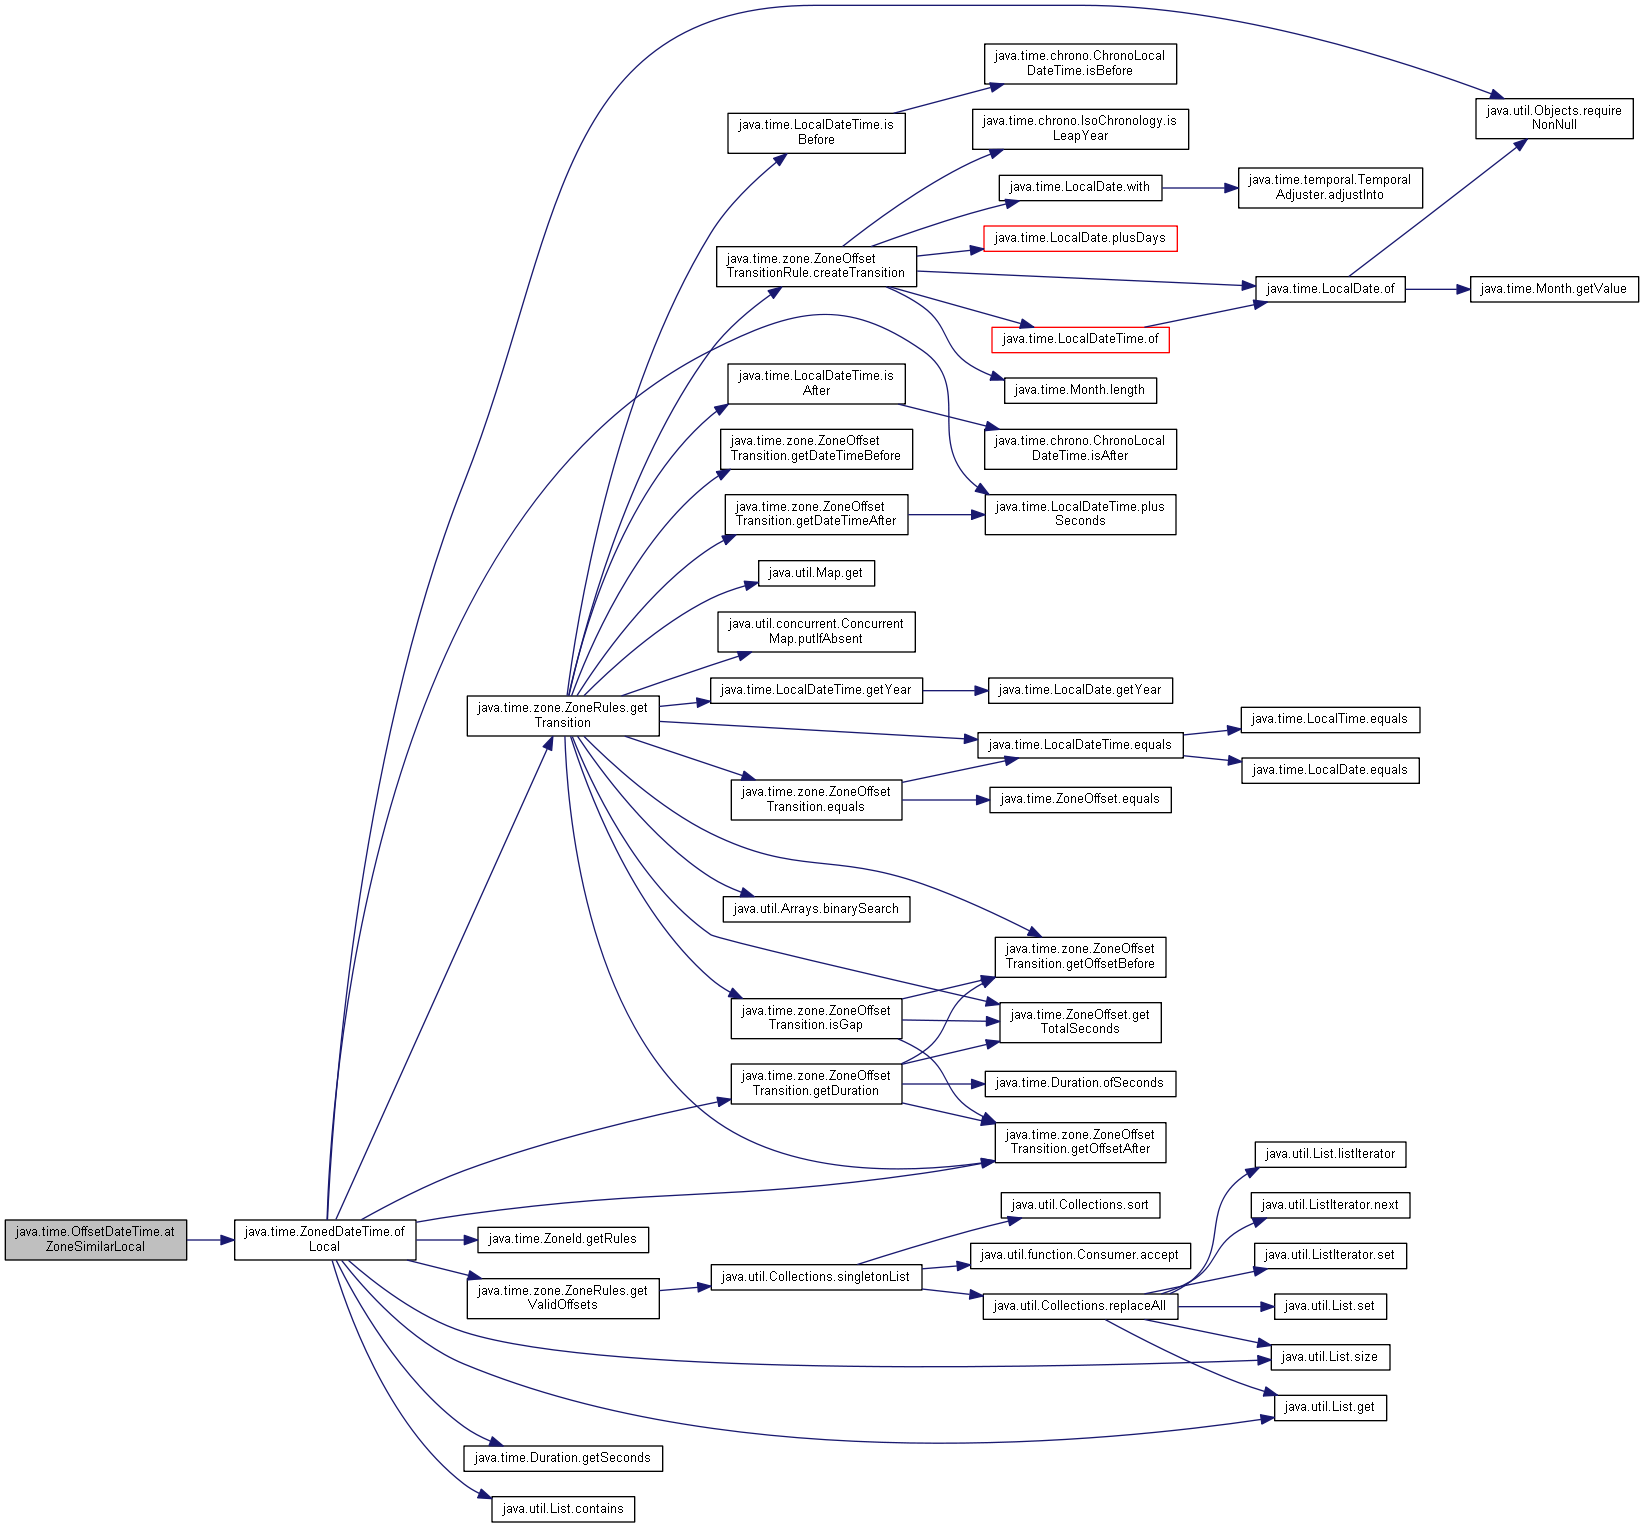 java.time.chrono.ChronoLocal
DateTime.isBefore
java.util.Objects.require
NonNull
java.time.LocalDateTime.is
Before
java.time.chrono.IsoChronology.is
LeapYear
java.time.LocalDate.with
java.time.temporal.Temporal
Adjuster.adjustInto
java.time.LocalDate.plusDays
java.time.zone.ZoneOffset
TransitionRule.createTransition
java.time.LocalDate.of
java.time.Month.getValue
java.time.LocalDateTime.of
java.time.LocalDateTime.is
After
java.time.Month.length
java.time.zone.ZoneOffset
Transition.getDateTimeBefore
java.time.chrono.ChronoLocal
DateTime.isAfter
java.time.zone.ZoneOffset
Transition.getDateTimeAfter
java.time.LocalDateTime.plus
Seconds
java.util.Map.get
java.util.concurrent.Concurrent
Map.putIfAbsent
java.time.zone.ZoneRules.get
Transition
java.time.LocalDateTime.getYear
java.time.LocalDate.getYear
java.time.LocalTime.equals
java.time.LocalDateTime.equals
java.time.LocalDate.equals
java.time.zone.ZoneOffset
Transition.equals
java.time.ZoneOffset.equals
java.util.Arrays.binarySearch
java.time.zone.ZoneOffset
Transition.getOffsetBefore
java.time.zone.ZoneOffset
Transition.isGap
java.time.ZoneOffset.get
TotalSeconds
java.time.zone.ZoneOffset
Transition.getDuration
java.time.Duration.ofSeconds
java.time.zone.ZoneOffset
Transition.getOffsetAfter
java.util.List.listIterator
java.util.Collections.sort
java.util.ListIterator.next
java.time.OffsetDateTime.at
ZoneSimilarLocal
java.time.ZonedDateTime.of
Local
java.time.ZoneId.getRules
java.util.function.Consumer.accept
java.util.ListIterator.set
java.util.Collections.singletonList
java.time.zone.ZoneRules.get
ValidOffsets
java.util.Collections.replaceAll
java.util.List.set
java.util.List.size
java.util.List.get
java.time.Duration.getSeconds
java.util.List.contains